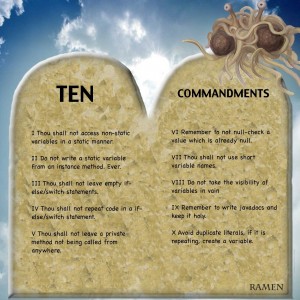 TEN
I Thou shall not access non-static
variables in a static manner.
II Do not write a static variable
from an instance method. Ever.
III Thou shall not leave empty if-
else/switch statements.
IV Thou shall not repeat code in a if-
else/switch statement.
V Thou shall not leave a private
method not being called from
anywhere.
COMMANDMENTS
VI Remember to not null-check a
value which is already null.
VII Thou shalt not use short
variable names.
VIII Do not take the visibility of
variables in vain
IX Remember to write javadocs and
keep it holy.
X Avoid duplicate literals, if it is
repeating, create a variable.
RAMEN